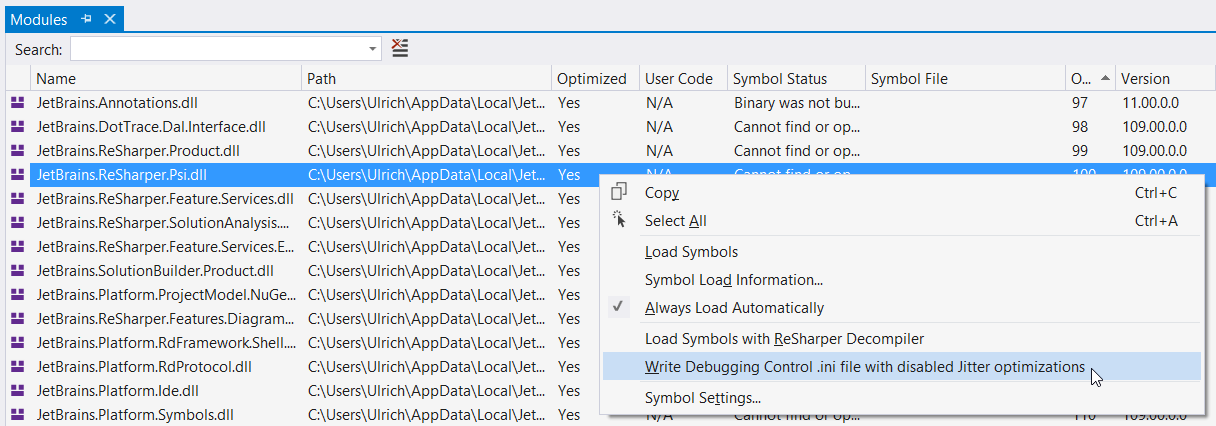 Modules
Search:
Name Path Optimized User Code Symbol Status Symbol File O... Version
JetBrains.Annotations.dll C:\Users\Ulrich\AppData\Local\Jet... Yes N/A Binary was not bu... 97 11.00.0.0
JetBrains.DotTrace.Dal.Interface.dll C:\Users\Ulrich\AppData\Local\Jet... Yes N/A Cannot find or op... 98 109.00.0.0
JetBrains.ReSharper.Product.dll C:\Users\Ulrich\AppData\Local\Jet... Yes N/A Cannot find or op... 99 109.00.0.0
JetBrains.ReSharper.Psi.dll C:\Users\Ulrich\AppData\Local\Jet... Yes N/A Cannot find or op... 100 109.00.0.0
JetBrains.ReSharper.Feature.Services.dll C:\Users\Ulrich\AppData\Local\Jet... Yes
JetBrains.ReSharper.SolutionAnalysis.... C:\Users\Ulrich\AppData\Local\Jet... Yes
JetBrains.ReSharper.Feature.Services.E... C:\Users\Ulrich\AppData\Local\Jet... Yes
JetBrains.SolutionBuilder.Product.dll C:\Users\Ulrich\AppData\Local\Jet... Yes
JetBrains.Platform.ProjectModel.NuGe... C:\Users\Ulrich\AppData\Local\Jet... Yes
JetBrains.ReSharper.Features.Diagram... C:\Users\Ulrich\AppData\Local\Jet... Yes
JetBrains.Platform.RdFramework.Shell.... C:\Users\Ulrich\AppData\Local\Jet... Yes
JetBrains.Platform.RdProtocol.dll C:\Users\Ulrich\AppData\Local\Jet... Yes
JetBrains.Platform.Ide.dll C:\Users\Ulrich\AppData\Local\Jet... Yes
JetBrains.Platform.Symbols.dll C:\Users\Ulrich\AppData\Local\Jet... Yes N/A Cannot find or op... 110 109.00.0.0
Copy Ctrl+C
Select All Ctrl+A
Load Symbols
Symbol Load Information...
Always Load Automatically
Load Symbols with ReSharper Decompiler
Write Debugging Control .ini file with disabled Jitter optimizations
Symbol Settings...